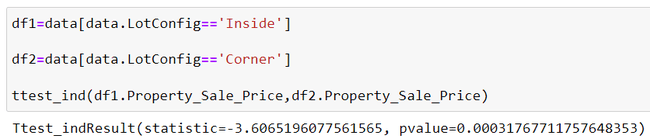 df1=data[data.LotConfig=='Inside']
df2=data[data.LotConfig=='Corner']
ttest_ind(df1.Property_Sale_Price,df2.Property_Sale_Price)
Ttest_indResult(statistic=-3.6065196077561565, pvalue=0.00031767711757648353)